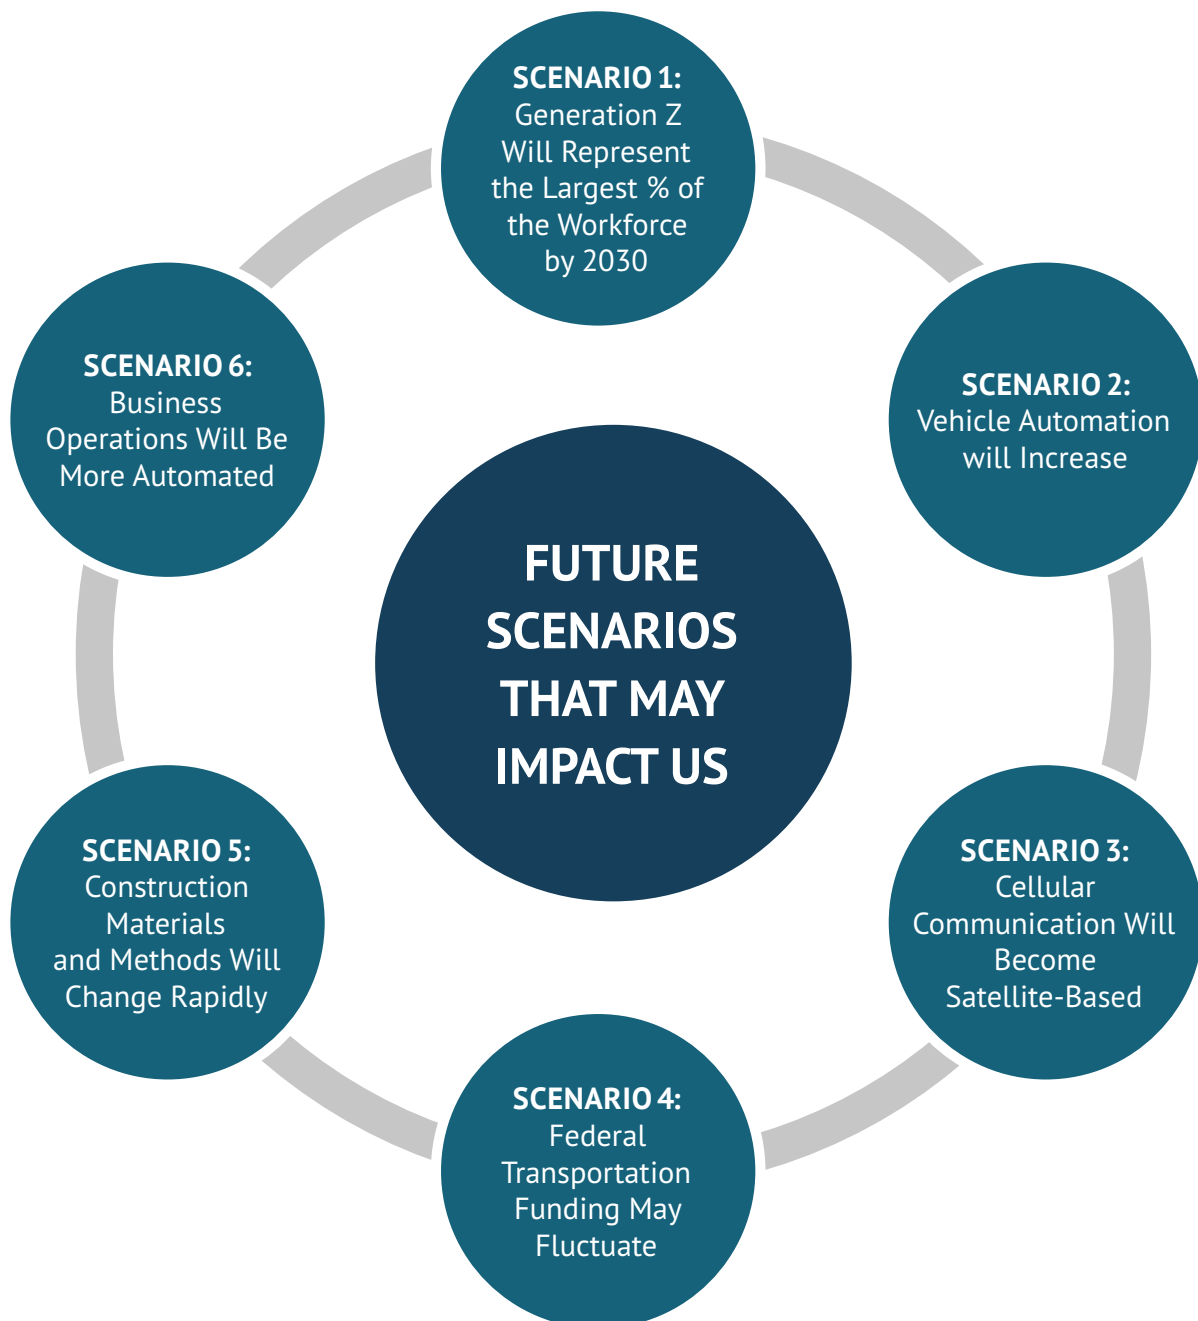 SCENARIO 1:
Generation Z
Will Represent
the Largest % of
the Workforce
by 2030
SCENARIO 2:
Vehicle Automation
will Increase
SCENARIO 3:
Cellular
Communication Will
Become
Satellite-Based
SCENARIO 4:
Federal
Transportation
Funding May
Fluctuate
SCENARIO 5:
Construction
Materials
and Methods Will
Change Rapidly
SCENARIO 6:
Business
Operations Will Be
More Automated
FUTURE
SCENARIOS
THAT MAY
IMPACT US